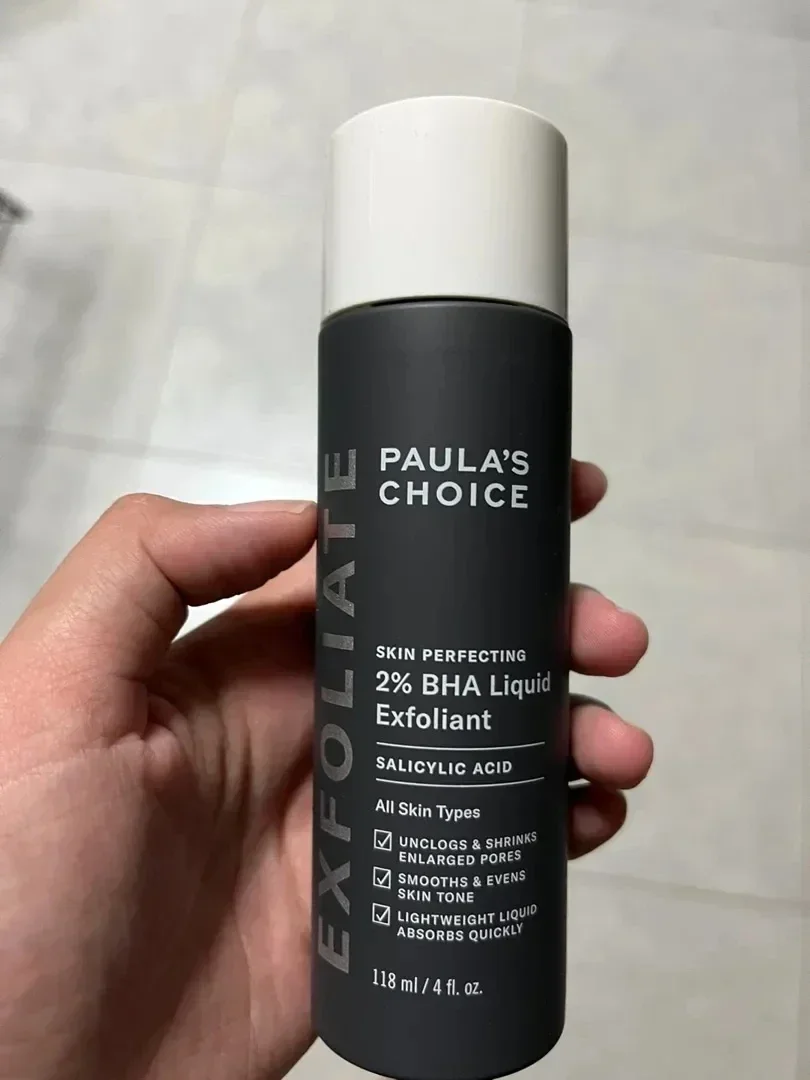 EXFOLIATE
PAULA'S
CHOICE
SKIN PERFECTING
2% BHA Liquid
Exfoliant
SALICYLIC ACID
All Skin Types
☑ UNCLOGS & SHRINKS
ENLARGED PORES
☑ SMOOTHS & EVENS
SKIN TONE
☑ LIGHTWEIGHT LIQUID
ABSORBS QUICKLY
118 ml / 4 fl. oz.